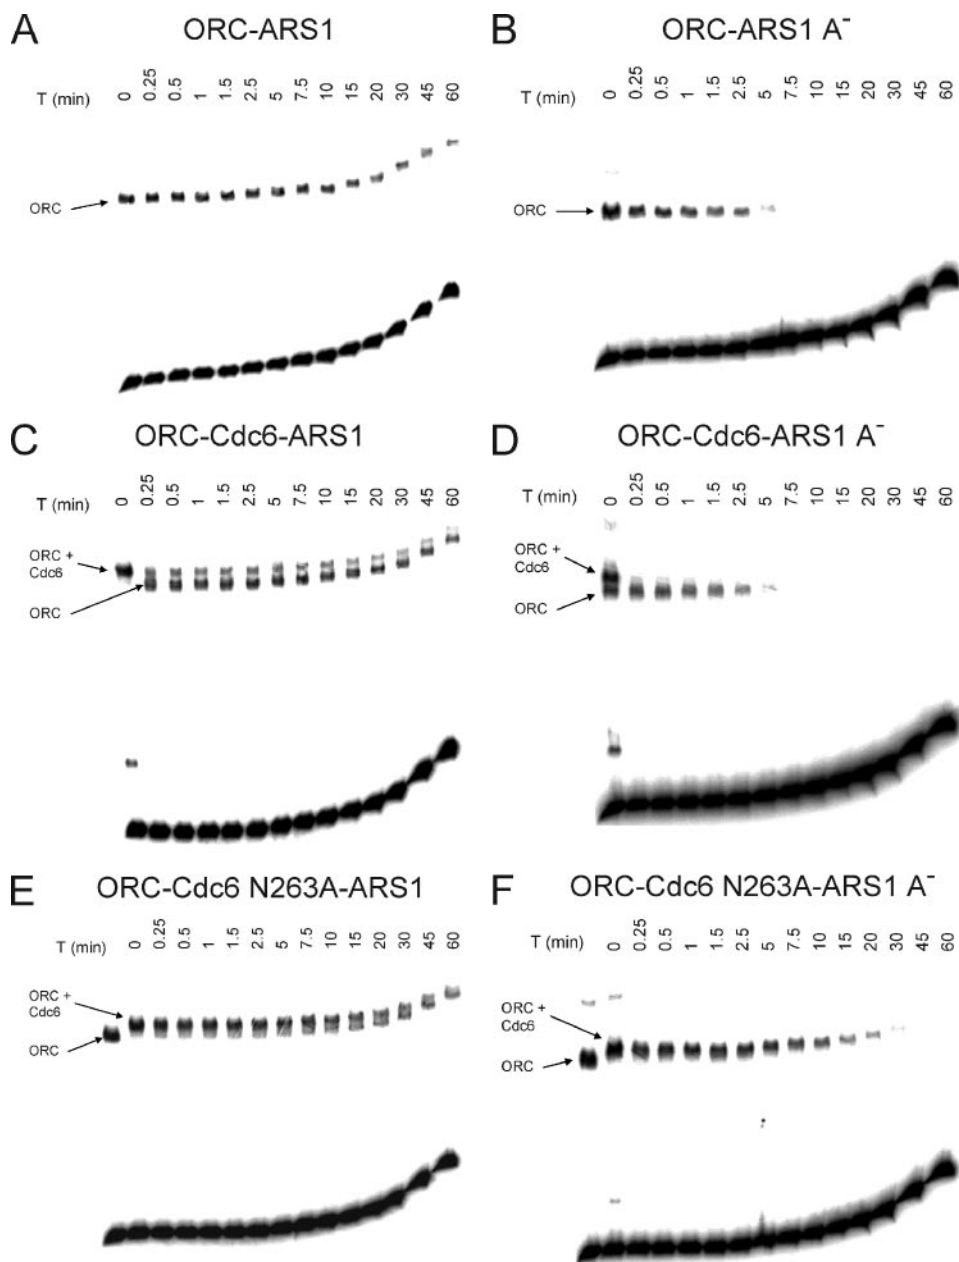 A ORC-ARS1
T (min) 0 0.25 0.5 1 1.5 2.5 5 7.5 10 15 20 30 45 60
ORC
B ORC-ARS1 A⁻
T (min) 0 0.25 0.5 1 1.5 2.5 5 7.5 10 15 20 30 45 60
ORC
C ORC-Cdc6-ARS1
T (min) 0 0.25 0.5 1 1.5 2.5 5 7.5 10 15 20 30 45 60
ORC +
Cdc6
ORC
D ORC-Cdc6-ARS1 A⁻
T (min) 0 0.25 0.5 1 1.5 2.5 5 7.5 10 15 20 30 45 60
ORC +
Cdc6
ORC
E ORC-Cdc6 N263A-ARS1
T (min) 0 0.25 0.5 1 1.5 2.5 5 7.5 10 15 20 30 45 60
ORC +
Cdc6
ORC
F ORC-Cdc6 N263A-ARS1 A⁻
T (min) 0 0.25 0.5 1 1.5 2.5 5 7.5 10 15 20 30 45 60
ORC +
Cdc6
ORC